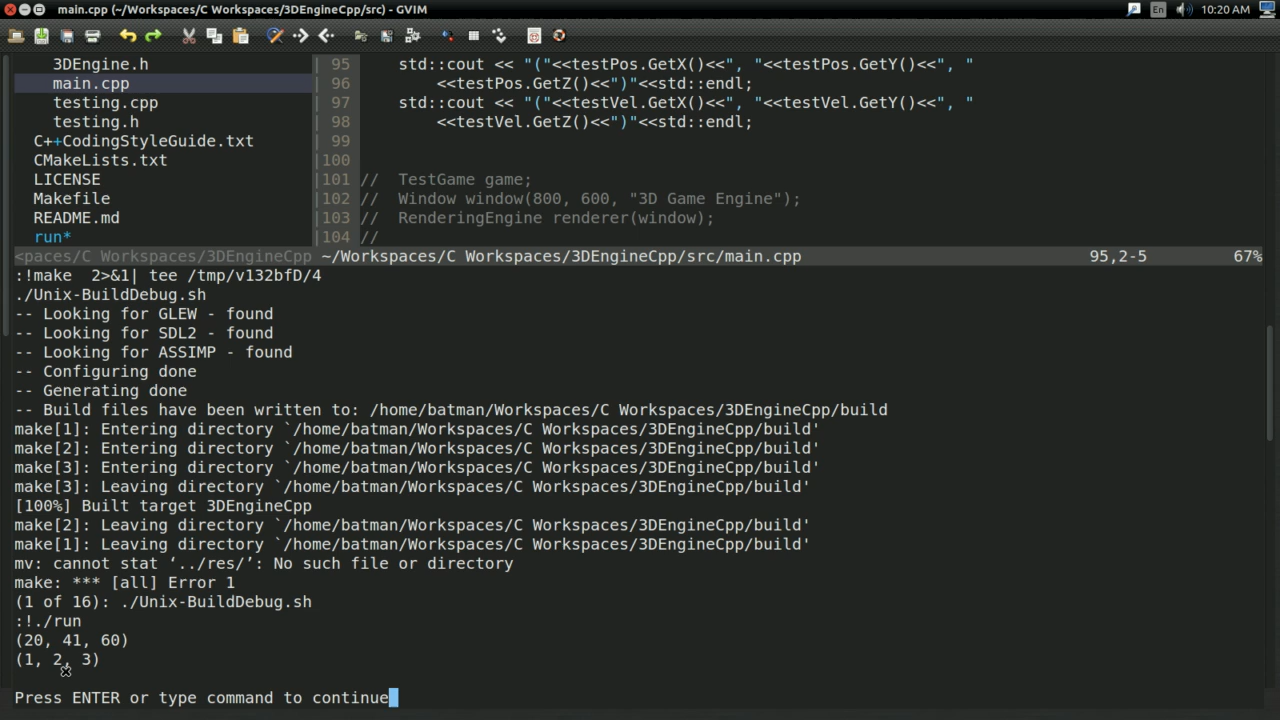 main.cpp (~/Workspaces/C Workspaces/3DEngineCpp/src) - GVIM
En
10:20 AM
3DEngine.h
main.cpp
testing.cpp
testing.h
C++CodingStyleGuide.txt
CMakeLists.txt
LICENSE
Makefile
README.md
run*
95 std::cout << "("<<testPos.GetX()<<", "<<testPos.GetY()<<", "
96 <<testPos.GetZ()<<")"<<std::endl;
97 std::cout << "("<<testVel.GetX()<<", "<<testVel.GetY()<<", "
98 <<testVel.GetZ()<<")"<<std::endl;
99
100
101 // TestGame game;
102 // Window window(800, 600, "3D Game Engine");
103 // RenderingEngine renderer(window);
104 //
<paces/C Workspaces/3DEngineCpp ~/Workspaces/C Workspaces/3DEngineCpp/src/main.cpp 95,2-5 67%
:!make  2>&1| tee /tmp/v132bfD/4
./Unix-BuildDebug.sh
-- Looking for GLEW - found
-- Looking for SDL2 - found
-- Looking for ASSIMP - found
-- Configuring done
-- Generating done
-- Build files have been written to: /home/batman/Workspaces/C Workspaces/3DEngineCpp/build
make[1]: Entering directory `/home/batman/Workspaces/C Workspaces/3DEngineCpp/build'
make[2]: Entering directory `/home/batman/Workspaces/C Workspaces/3DEngineCpp/build'
make[3]: Entering directory `/home/batman/Workspaces/C Workspaces/3DEngineCpp/build'
make[3]: Leaving directory `/home/batman/Workspaces/C Workspaces/3DEngineCpp/build'
[100%] Built target 3DEngineCpp
make[2]: Leaving directory `/home/batman/Workspaces/C Workspaces/3DEngineCpp/build'
make[1]: Leaving directory `/home/batman/Workspaces/C Workspaces/3DEngineCpp/build'
mv: cannot stat ‘../res/’: No such file or directory
make: *** [all] Error 1
(1 of 16): ./Unix-BuildDebug.sh
:!./run
(20, 41, 60)
(1, 2, 3)
Press ENTER or type command to continue